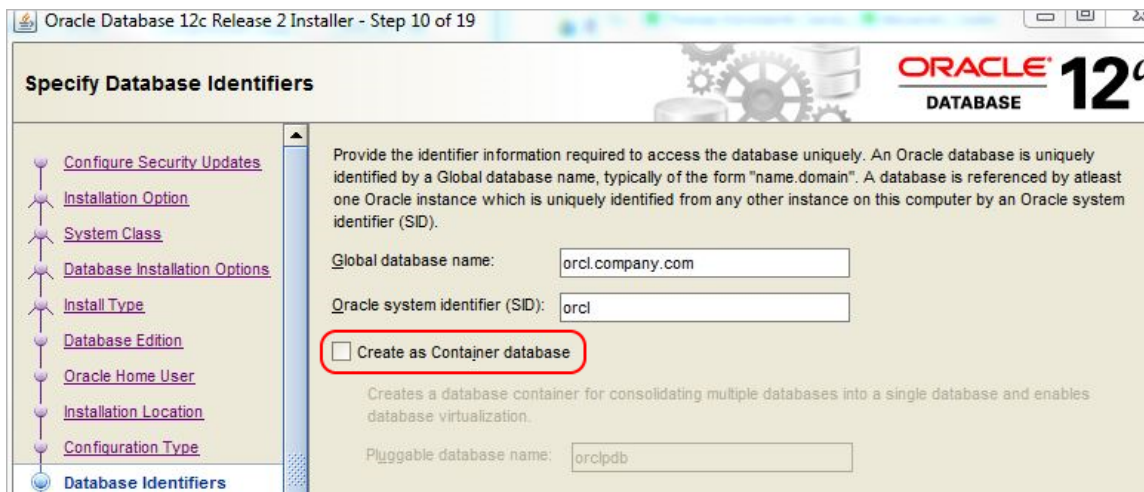 Oracle Database 12c Release 2 Installer - Step 10 of 19
Specify Database Identifiers
ORACLE 12c
DATABASE
Configure Security Updates
Installation Option
System Class
Database Installation Options
Install Type
Database Edition
Oracle Home User
Installation Location
Configuration Type
Database Identifiers
Provide the identifier information required to access the database uniquely. An Oracle database is uniquely
identified by a Global database name, typically of the form "name.domain". A database is referenced by atleast
one Oracle instance which is uniquely identified from any other instance on this computer by an Oracle system
identifier (SID).
Global database name: orcl.company.com
Oracle system identifier (SID): orcl
Create as Container database
Creates a database container for consolidating multiple databases into a single database and enables
database virtualization.
Pluggable database name: orclpdb